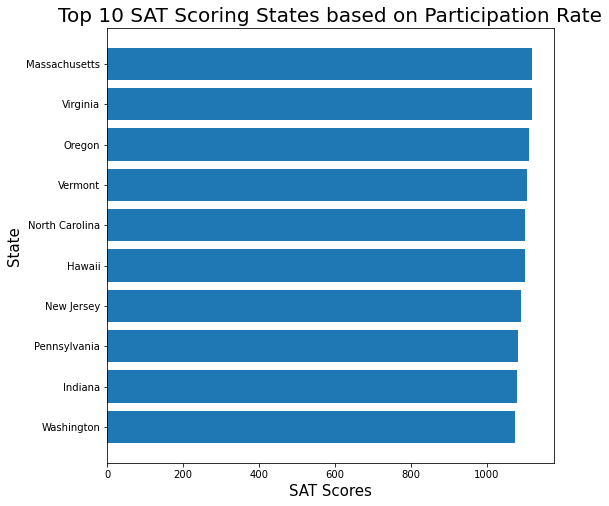 Top 10 SAT Scoring States based on Participation Rate
Massachusetts
Virginia
Oregon
Vermont
North Carolina
Hawaii
New Jersey
Pennsylvania
Indiana
Washington
State
0 200 400 600 800 1000
SAT Scores